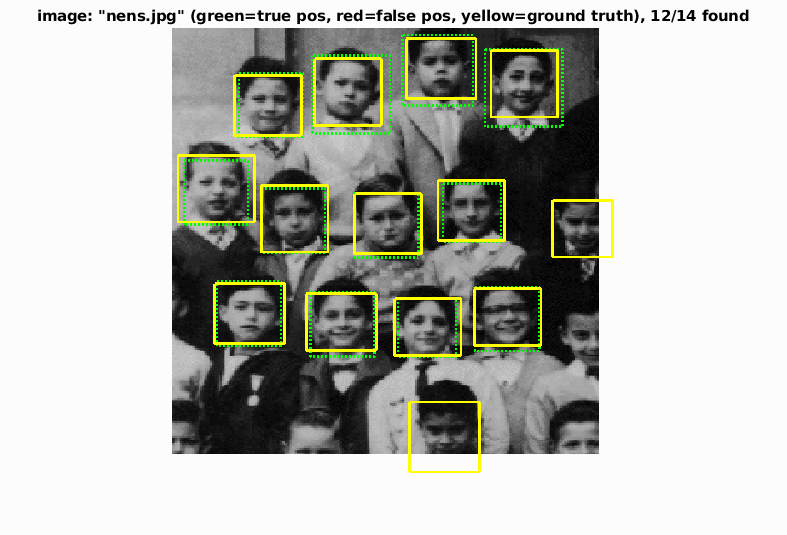 image: "nens.jpg" (green=true pos, red=false pos, yellow=ground truth), 12/14 found